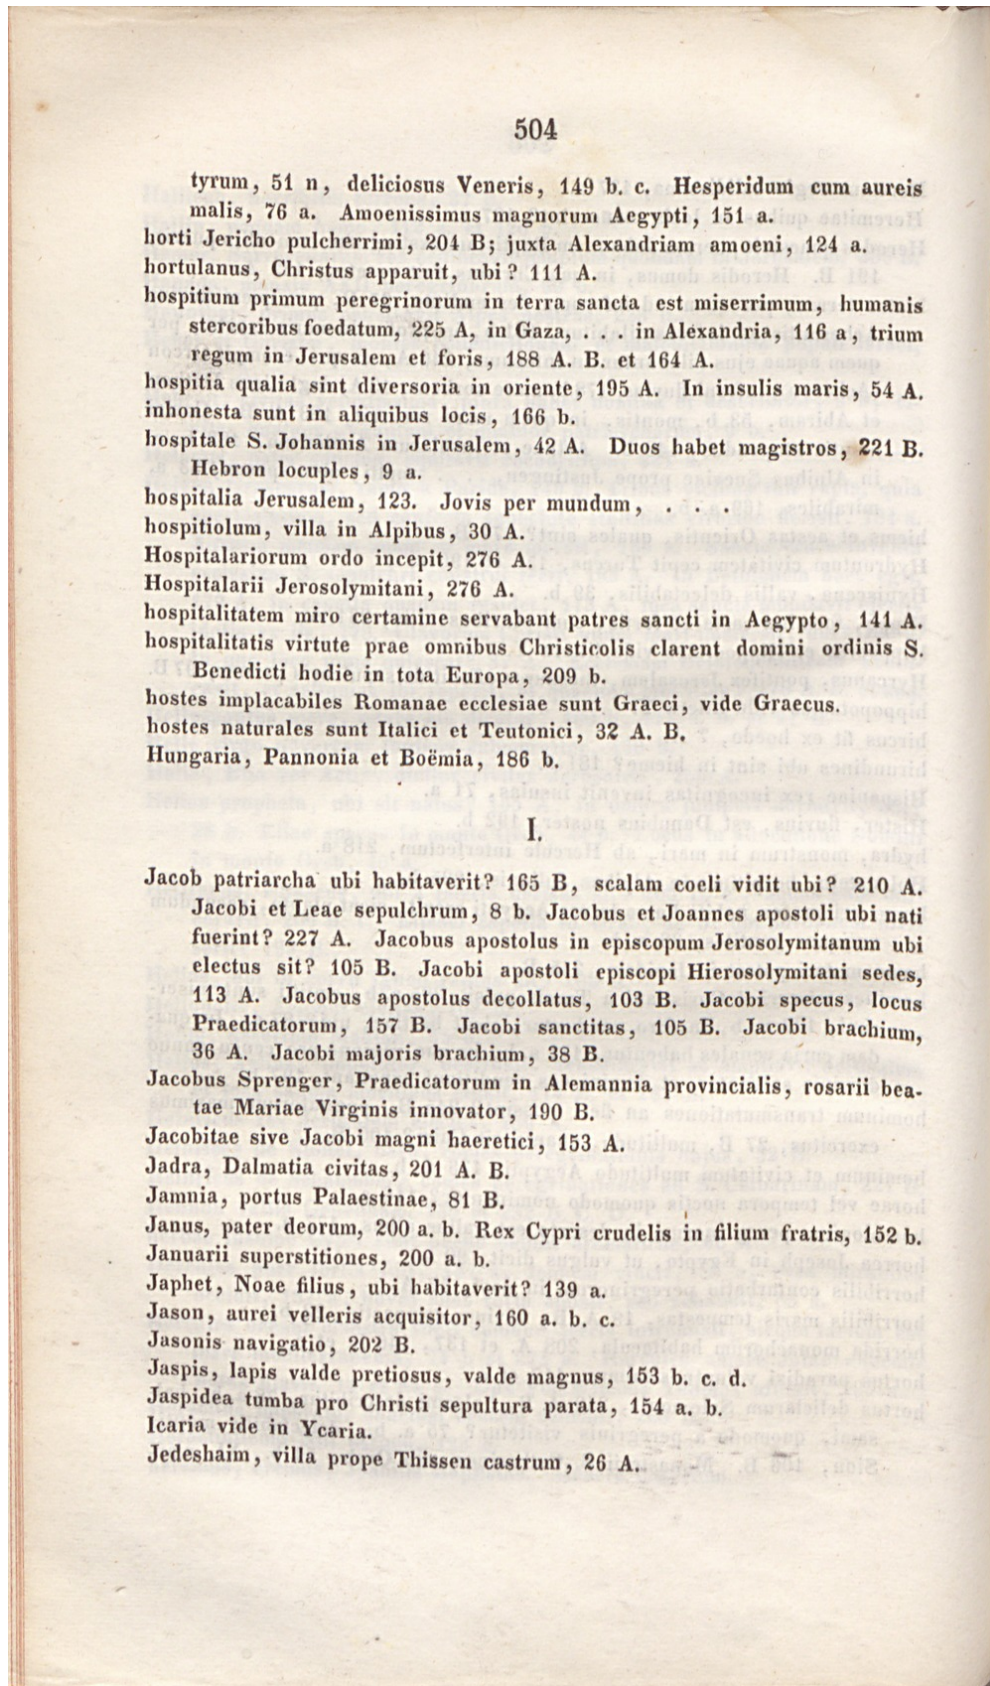 504
tyrum, 51 n, deliciosus Veneris, 149 b. c. Hesperidum cum aureis
malis, 76 a. Amoenissimus magnorum Aegypti, 151 a.
horti Jericho pulcherrimi, 204 B; juxta Alexandriam amoeni, 124 a.
hortulanus, Christus apparuit, ubi? 111 A.
hospitium primum peregrinorum in terra sancta est miserrimum, humanis
stercoribus foedatum, 225 A, in Gaza, . . . in Alexandria, 116 a, trium
regum in Jerusalem et foris, 188 A. B. et 164 A.
hospitia qualia sint diversoria in oriente, 195 A. In insulis maris, 54 A.
inhonesta sunt in aliquibus locis, 166 b.
hospitale S. Johannis in Jerusalem, 42 A. Duos habet magistros, 221 B.
Hebron locuples, 9 a.
hospitalia Jerusalem, 123. Jovis per mundum, . . .
hospitiolum, villa in Alpibus, 30 A.
Hospitalariorum ordo incepit, 276 A.
Hospitalarii Jerosolymitani, 276 A.
hospitalitatem miro certamine servabant patres sancti in Aegypto, 141 A.
hospitalitatis virtute prae omnibus Christicolis clarent domini ordinis S.
Benedicti hodie in tota Europa, 209 b.
hostes implacabiles Romanae ecclesiae sunt Graeci, vide Graecus.
hostes naturales sunt Italici et Teutonici, 32 A. B.
Hungaria, Pannonia et Boëmia, 186 b.
I.
Jacob patriarcha ubi habitaverit? 165 B, scalam coeli vidit ubi? 210 A.
Jacobi et Leae sepulchrum, 8 b. Jacobus et Joannes apostoli ubi nati
fuerint? 227 A. Jacobus apostolus in episcopum Jerosolymitanum ubi
electus sit? 105 B. Jacobi apostoli episcopi Hierosolymitani sedes,
113 A. Jacobus apostolus decollatus, 103 B. Jacobi specus, locus
Praedicatorum, 157 B. Jacobi sanctitas, 105 B. Jacobi brachium,
36 A. Jacobi majoris brachium, 38 B.
Jacobus Sprenger, Praedicatorum in Alemannia provincialis, rosarii bea-
tae Mariae Virginis innovator, 190 B.
Jacobitae sive Jacobi magni haeretici, 153 A.
Jadra, Dalmatia civitas, 201 A. B.
Jamnia, portus Palaestinae, 81 B.
Janus, pater deorum, 200 a. b. Rex Cypri crudelis in filium fratris, 152 b.
Januarii superstitiones, 200 a. b.
Japhet, Noae filius, ubi habitaverit? 139 a.
Jason, aurei velleris acquisitor, 160 a. b. c.
Jasonis navigatio, 202 B.
Jaspis, lapis valde pretiosus, valde magnus, 153 b. c. d.
Jaspidea tumba pro Christi sepultura parata, 154 a. b.
Icaria vide in Ycaria.
Jedeshaim, villa prope Thissen castrum, 26 A.